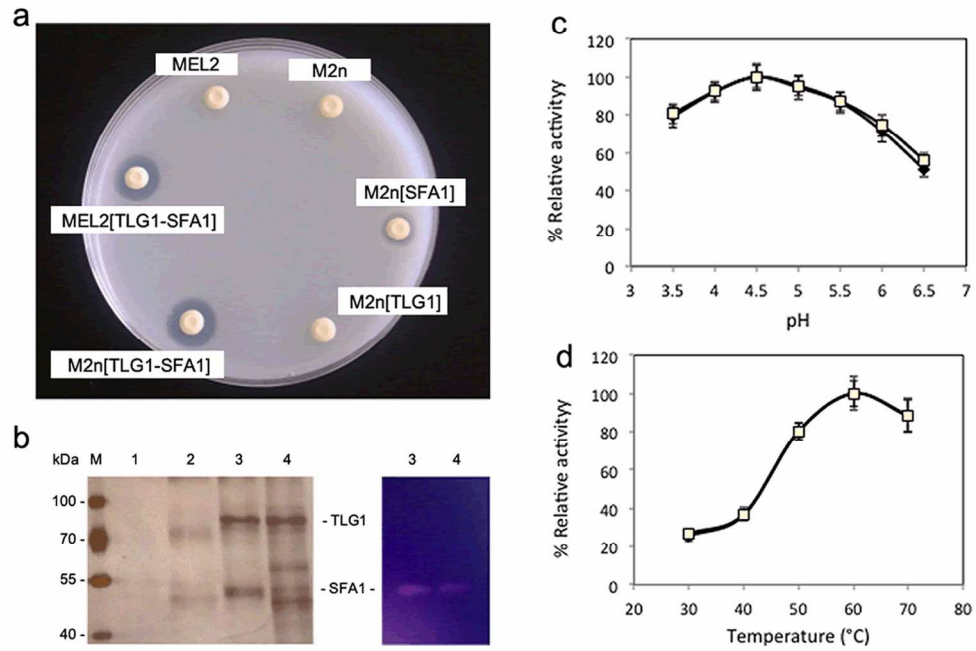 a
MEL2
M2n
M2n[SFA1]
MEL2[TLG1-SFA1]
M2n[TLG1]
M2n[TLG1-SFA1]
b
kDa M 1 2 3 4 3 4
100 -
- TLG1
70 -
55 -
- SFA1 -
40 -
c
% Relative activityy
120
100
80
60
40
20
0
3 3.5 4 4.5 5 5.5 6 6.5 7
pH
d
% Relative activityy
120
100
80
60
40
20
0
20 30 40 50 60 70 80
Temperature (°C)